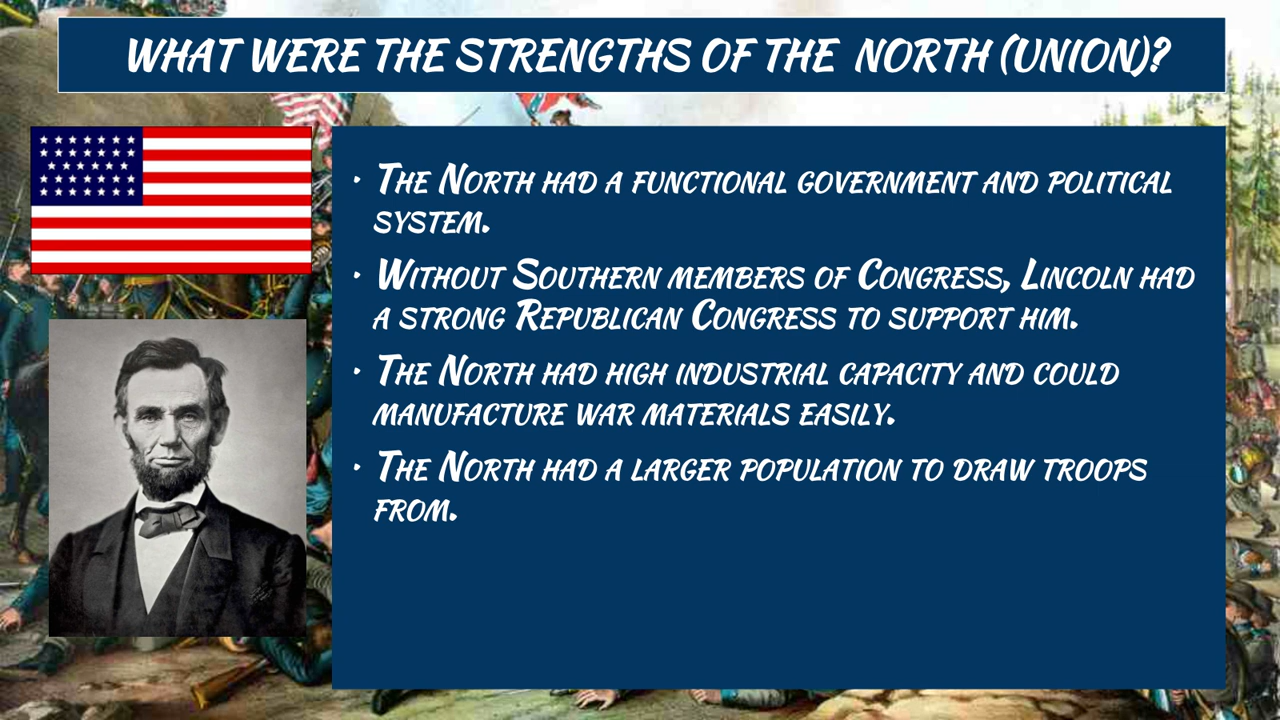 WHAT WERE THE STRENGTHS OF THE NORTH (UNION)?
• THE NORTH HAD A FUNCTIONAL GOVERNMENT AND POLITICAL
SYSTEM.
• WITHOUT SOUTHERN MEMBERS OF CONGRESS, LINCOLN HAD
A STRONG REPUBLICAN CONGRESS TO SUPPORT HIM.
• THE NORTH HAD HIGH INDUSTRIAL CAPACITY AND COULD
MANUFACTURE WAR MATERIALS EASILY.
• THE NORTH HAD A LARGER POPULATION TO DRAW TROOPS
FROM.